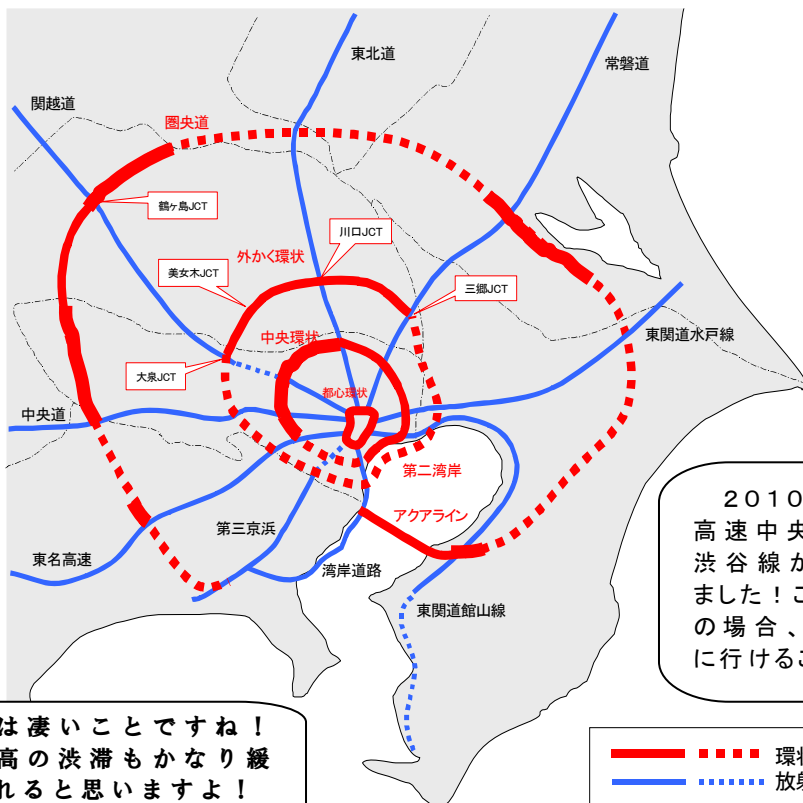 東北道
常磐道
関越道
圏央道
鶴ヶ島JCT
川口JCT
外かく環状
美女木JCT
三郷JCT
中央環状
東関道水戸線
大泉JCT
都心環状
中央道
第二湾岸
アクアライン
第三京浜
東名高速
湾岸道路
東関道館山線
2010
高速中央
渋谷線か
ました！こ
の場合、
に行けるこ
は凄いことですね！
高の渋滞もかなり緩
れると思いますよ！
環状
放射